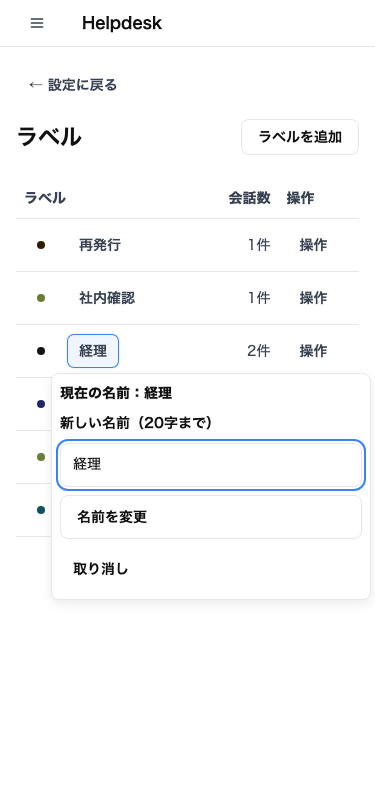 Helpdesk
← 設定に戻る
ラベル
ラベルを追加
ラベル 会話数 操作
再発行 1件 操作
社内確認 1件 操作
経理 2件 操作
現在の名前：経理
新しい名前（20字まで）
経理
名前を変更
取り消し